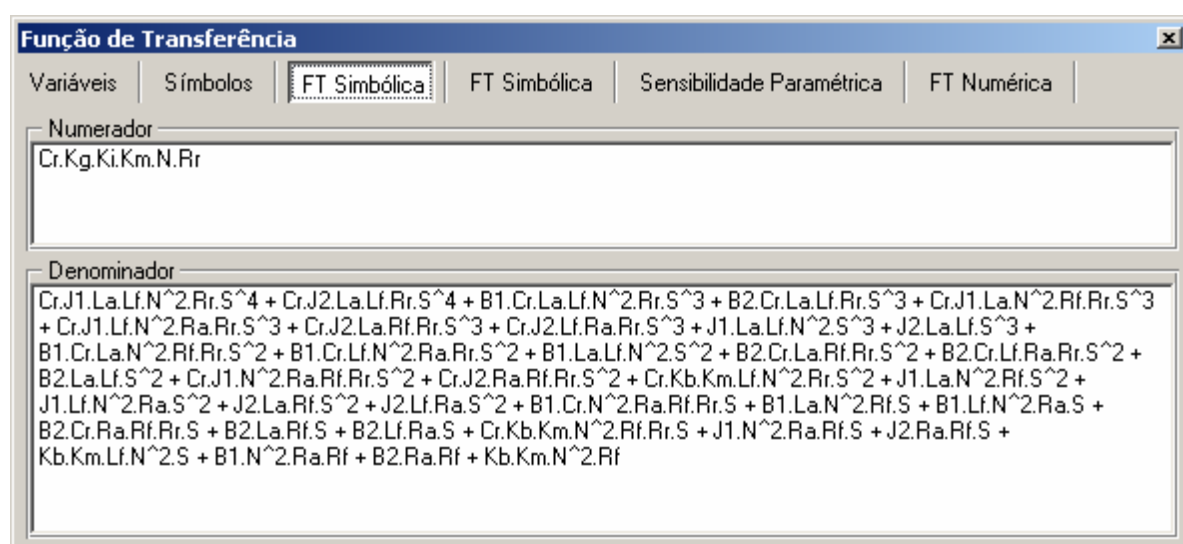 Função de Transferência
Variáveis Símbolos FT Simbólica FT Simbólica Sensibilidade Paramétrica FT Numérica
Numerador
Cr.Kg.Ki.Km.N.Rr
Denominador
Cr.J1.La.Lf.N^2.Rr.S^4 + Cr.J2.La.Lf.Rr.S^4 + B1.Cr.La.Lf.N^2.Rr.S^3 + B2.Cr.La.Lf.Rr.S^3 + Cr.J1.La.N^2.Rf.Rr.S^3
+ Cr.J1.Lf.N^2.Ra.Rr.S^3 + Cr.J2.La.Rf.Rr.S^3 + Cr.J2.Lf.Ra.Rr.S^3 + J1.La.Lf.N^2.S^3 + J2.La.Lf.S^3 +
B1.Cr.La.N^2.Rf.Rr.S^2 + B1.Cr.Lf.N^2.Ra.Rr.S^2 + B1.La.Lf.N^2.S^2 + B2.Cr.La.Rf.Rr.S^2 + B2.Cr.Lf.Ra.Rr.S^2 +
B2.La.Lf.S^2 + Cr.J1.N^2.Ra.Rf.Rr.S^2 + Cr.J2.Ra.Rf.Rr.S^2 + Cr.Kb.Km.Lf.N^2.Rr.S^2 + J1.La.N^2.Rf.S^2 +
J1.Lf.N^2.Ra.S^2 + J2.La.Rf.S^2 + J2.Lf.Ra.S^2 + B1.Cr.N^2.Ra.Rf.Rr.S + B1.La.N^2.Rf.S + B1.Lf.N^2.Ra.S +
B2.Cr.Ra.Rf.Rr.S + B2.La.Rf.S + B2.Lf.Ra.S + Cr.Kb.Km.N^2.Rf.Rr.S + J1.N^2.Ra.Rf.S + J2.Ra.Rf.S +
Kb.Km.Lf.N^2.S + B1.N^2.Ra.Rf + B2.Ra.Rf + Kb.Km.N^2.Rf